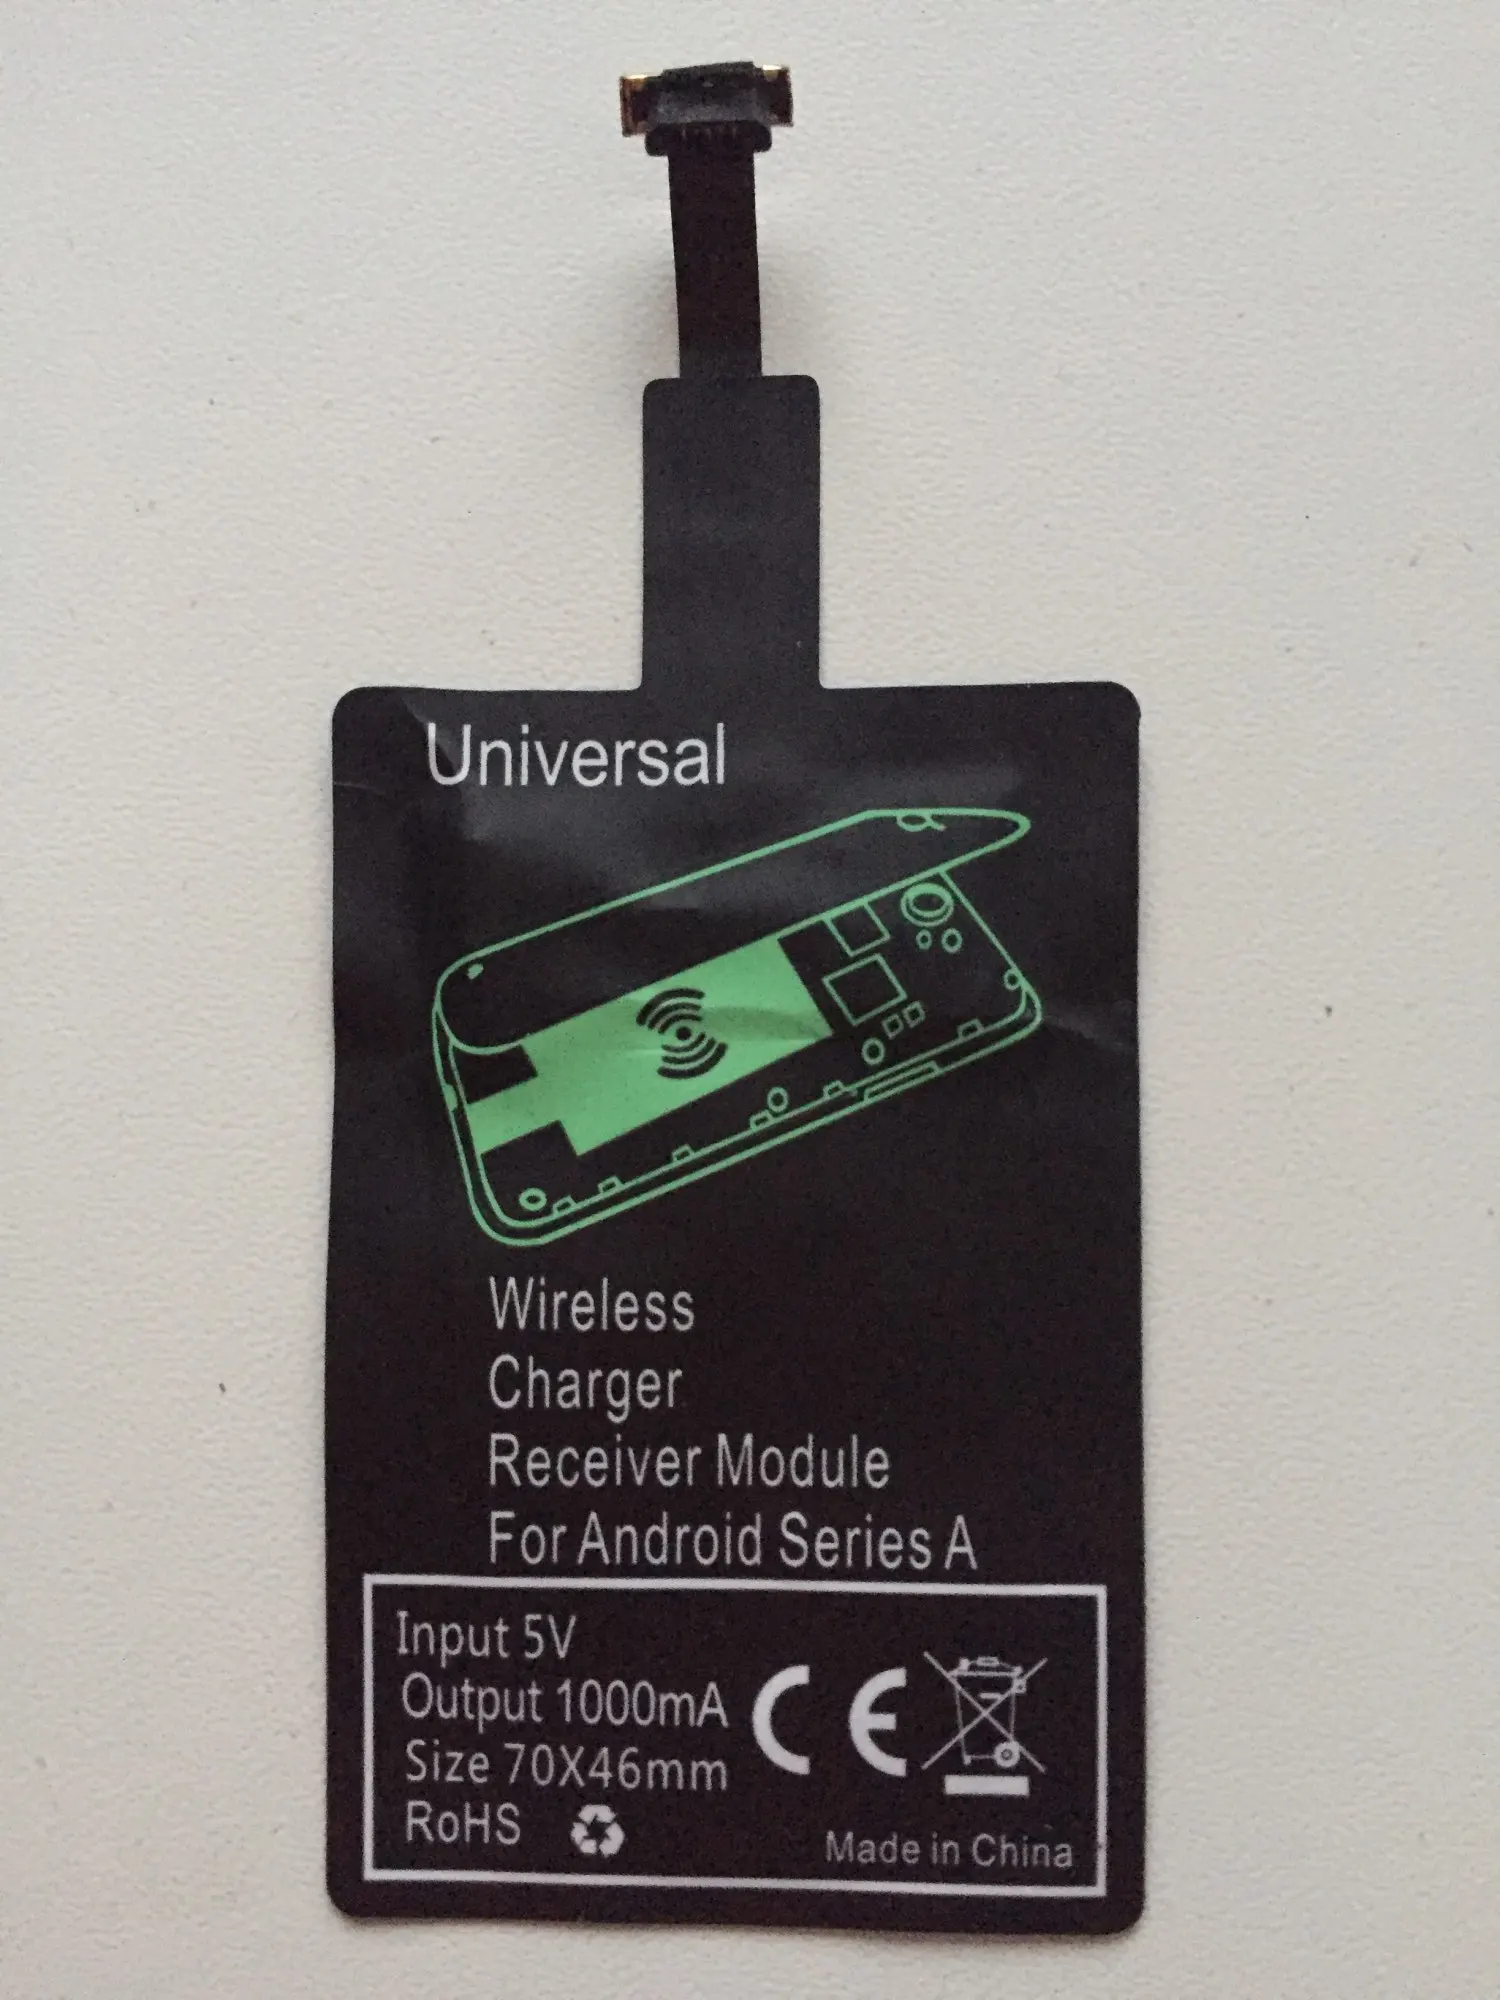 Universal
Wireless
Charger
Receiver Module
For Android Series A
Input 5V
Output 1000mA
Size 70X46mm
RoHS
CE
Made in China